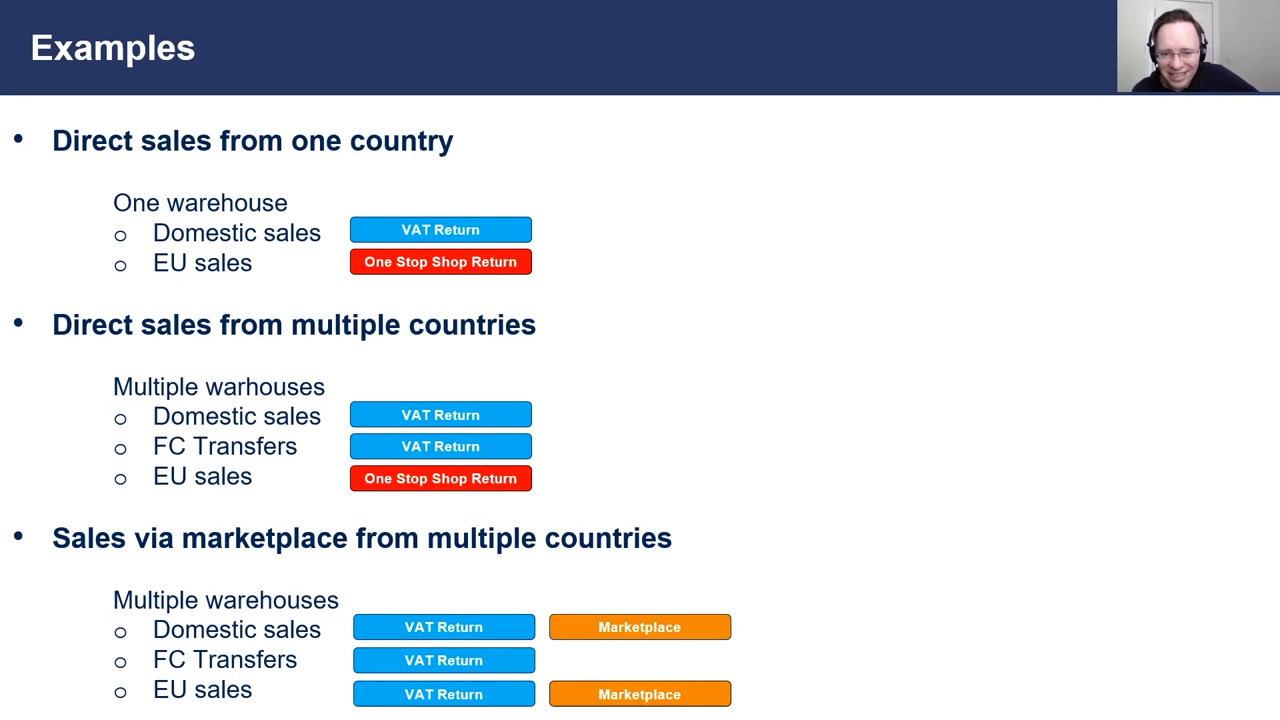 Examples
• Direct sales from one country
One warehouse
o Domestic sales VAT Return
o EU sales One Stop Shop Return
• Direct sales from multiple countries
Multiple warhouses
o Domestic sales VAT Return
o FC Transfers VAT Return
o EU sales One Stop Shop Return
• Sales via marketplace from multiple countries
Multiple warehouses
o Domestic sales VAT Return Marketplace
o FC Transfers VAT Return
o EU sales VAT Return Marketplace